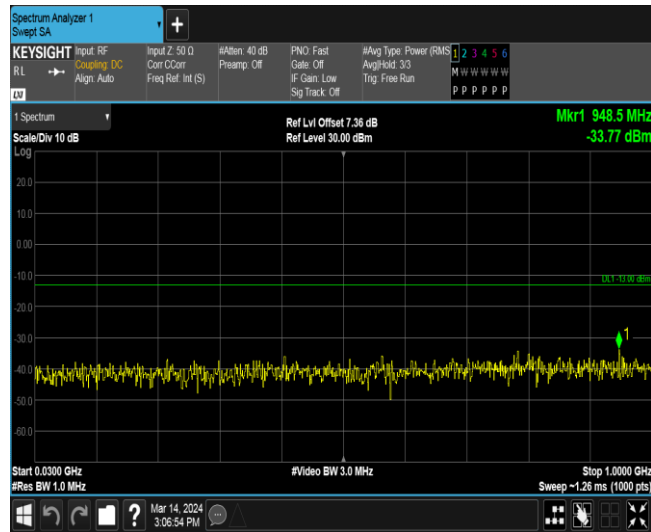 Spectrum Analyzer 1
Swept SA
+
KEYSIGHT Input: RF Input Z: 50 Ω #Atten: 40 dB PNO: Fast #Avg Type: Power (RMS 1 2 3 4 5 6
RL Coupling: DC Corr CCorr Preamp: Off Gate: Off Avg|Hold: 3/3 M W W W W W
Align: Auto Freq Ref: Int (S) IF Gain: Low Trig: Free Run
LXI Sig Track: Off P P P P P P
1 Spectrum Ref Lvl Offset 7.36 dB Mkr1 948.5 MHz
Scale/Div 10 dB Ref Level 30.00 dBm -33.77 dBm
Log
20.0
10.0
0.00
-10.0
DL1 -13.00 dBm
-20.0
-30.0
1
-40.0
-50.0
-60.0
Start 0.0300 GHz #Video BW 3.0 MHz Stop 1.0000 GHz
#Res BW 1.0 MHz Sweep ~1.26 ms (1000 pts)
? Mar 14, 2024
3:06:54 PM